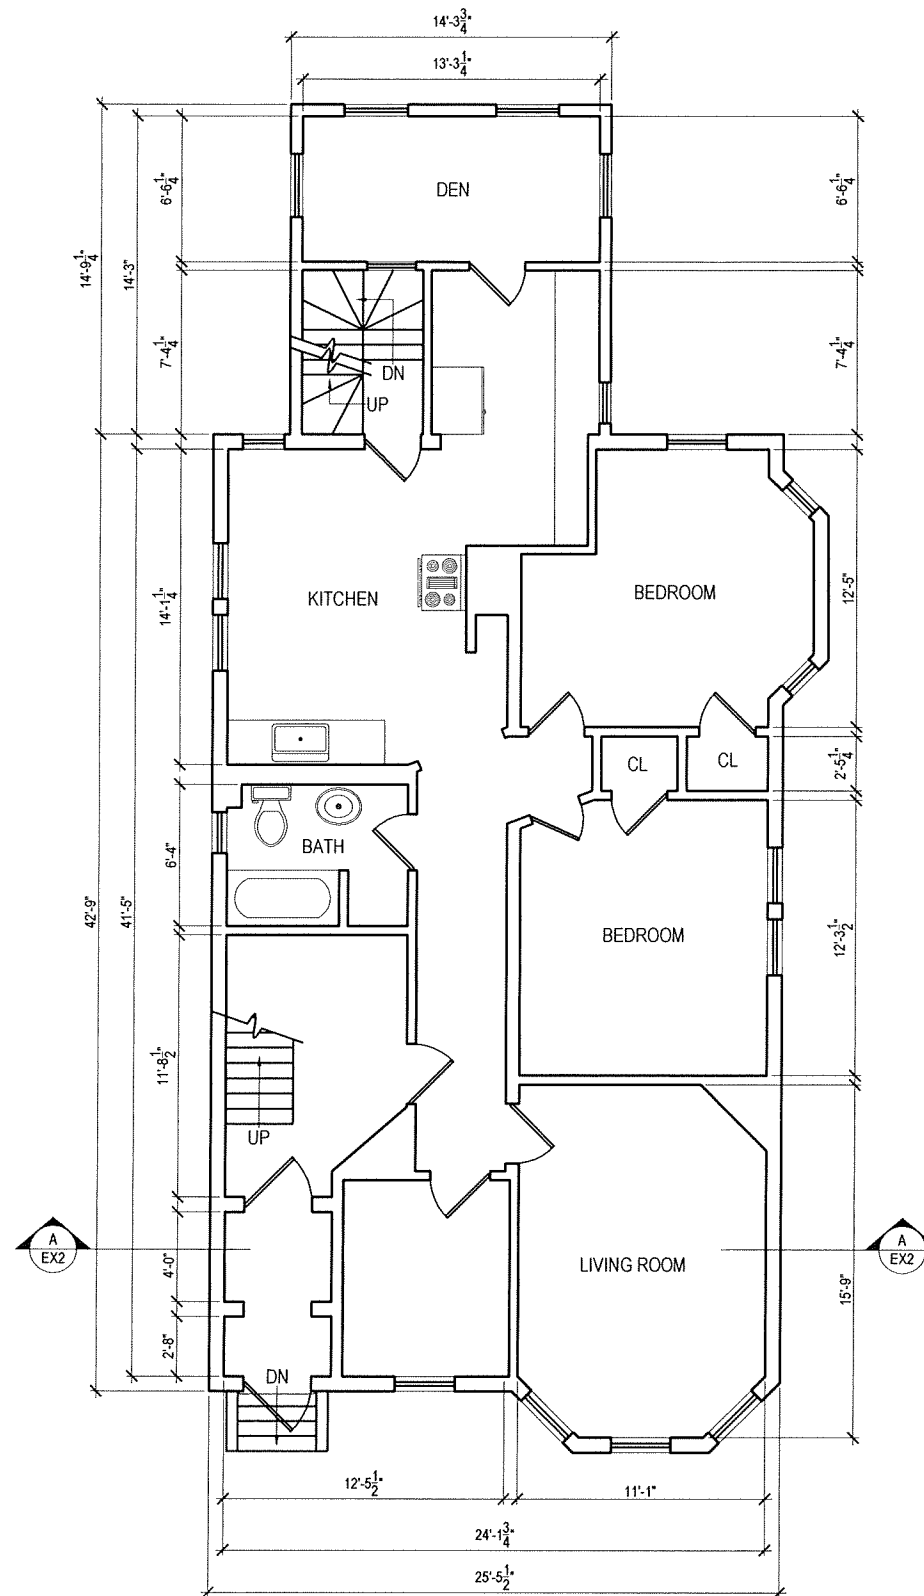 14'-3 3/4"
13'-3 1/4"
6'-6 1/4"
DEN
6'-6 1/4"
14'-9 1/4"
14'-3"
7'-4 1/4"
DN
UP
7'-4 1/4"
14'-1 1/4"
KITCHEN
BEDROOM
12'-5"
CL
CL
2'-5 1/4"
6'-4"
BATH
42'-9"
41'-5"
BEDROOM
12'-3 1/2"
11'-8 1/2"
UP
A
EX2
4'-0"
LIVING ROOM
15'-9"
A
EX2
2'-8"
DN
12'-5 1/2"
11'-1"
24'-1 3/4"
25'-5 1/2"